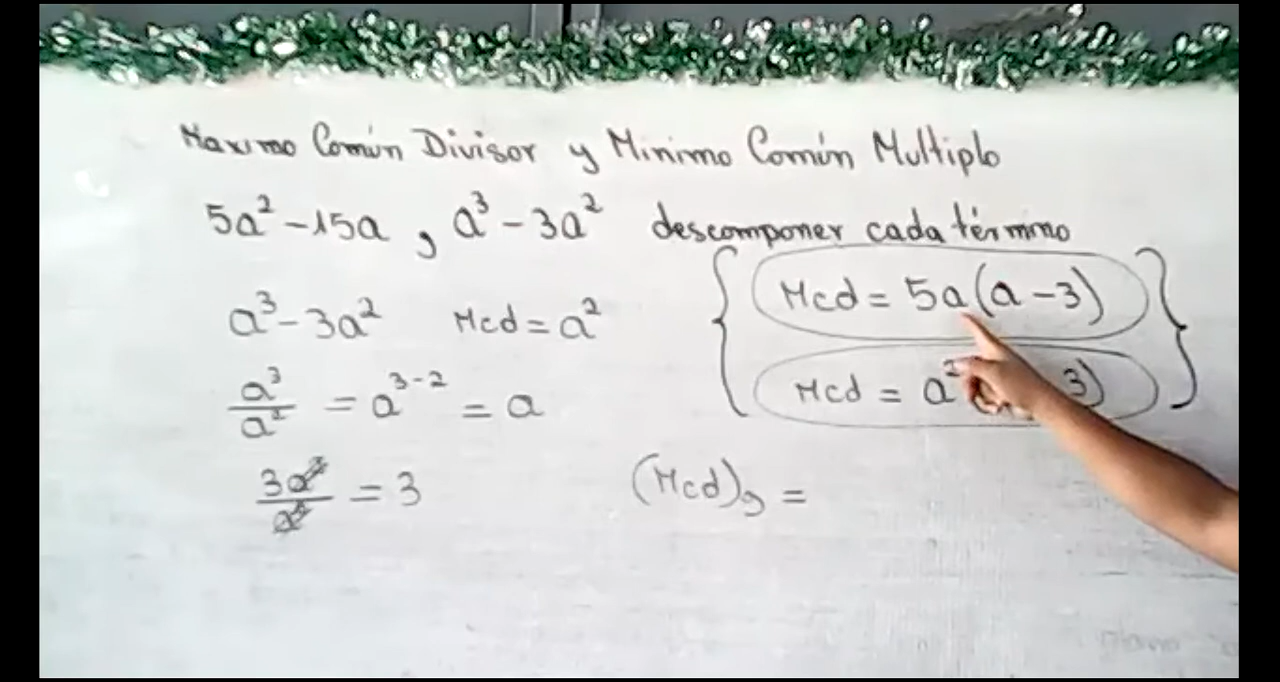 Maximo Común Divisor y Minimo Común Multiplo
5a² - 15a , a³ - 3a² descomponer cada término
Mcd = 5a(a - 3)
a³ - 3a² Mcd = a²
Mcd = a² 3)
a³/a² = a³⁻² = a
3a²/a² = 3 (Mcd)g =